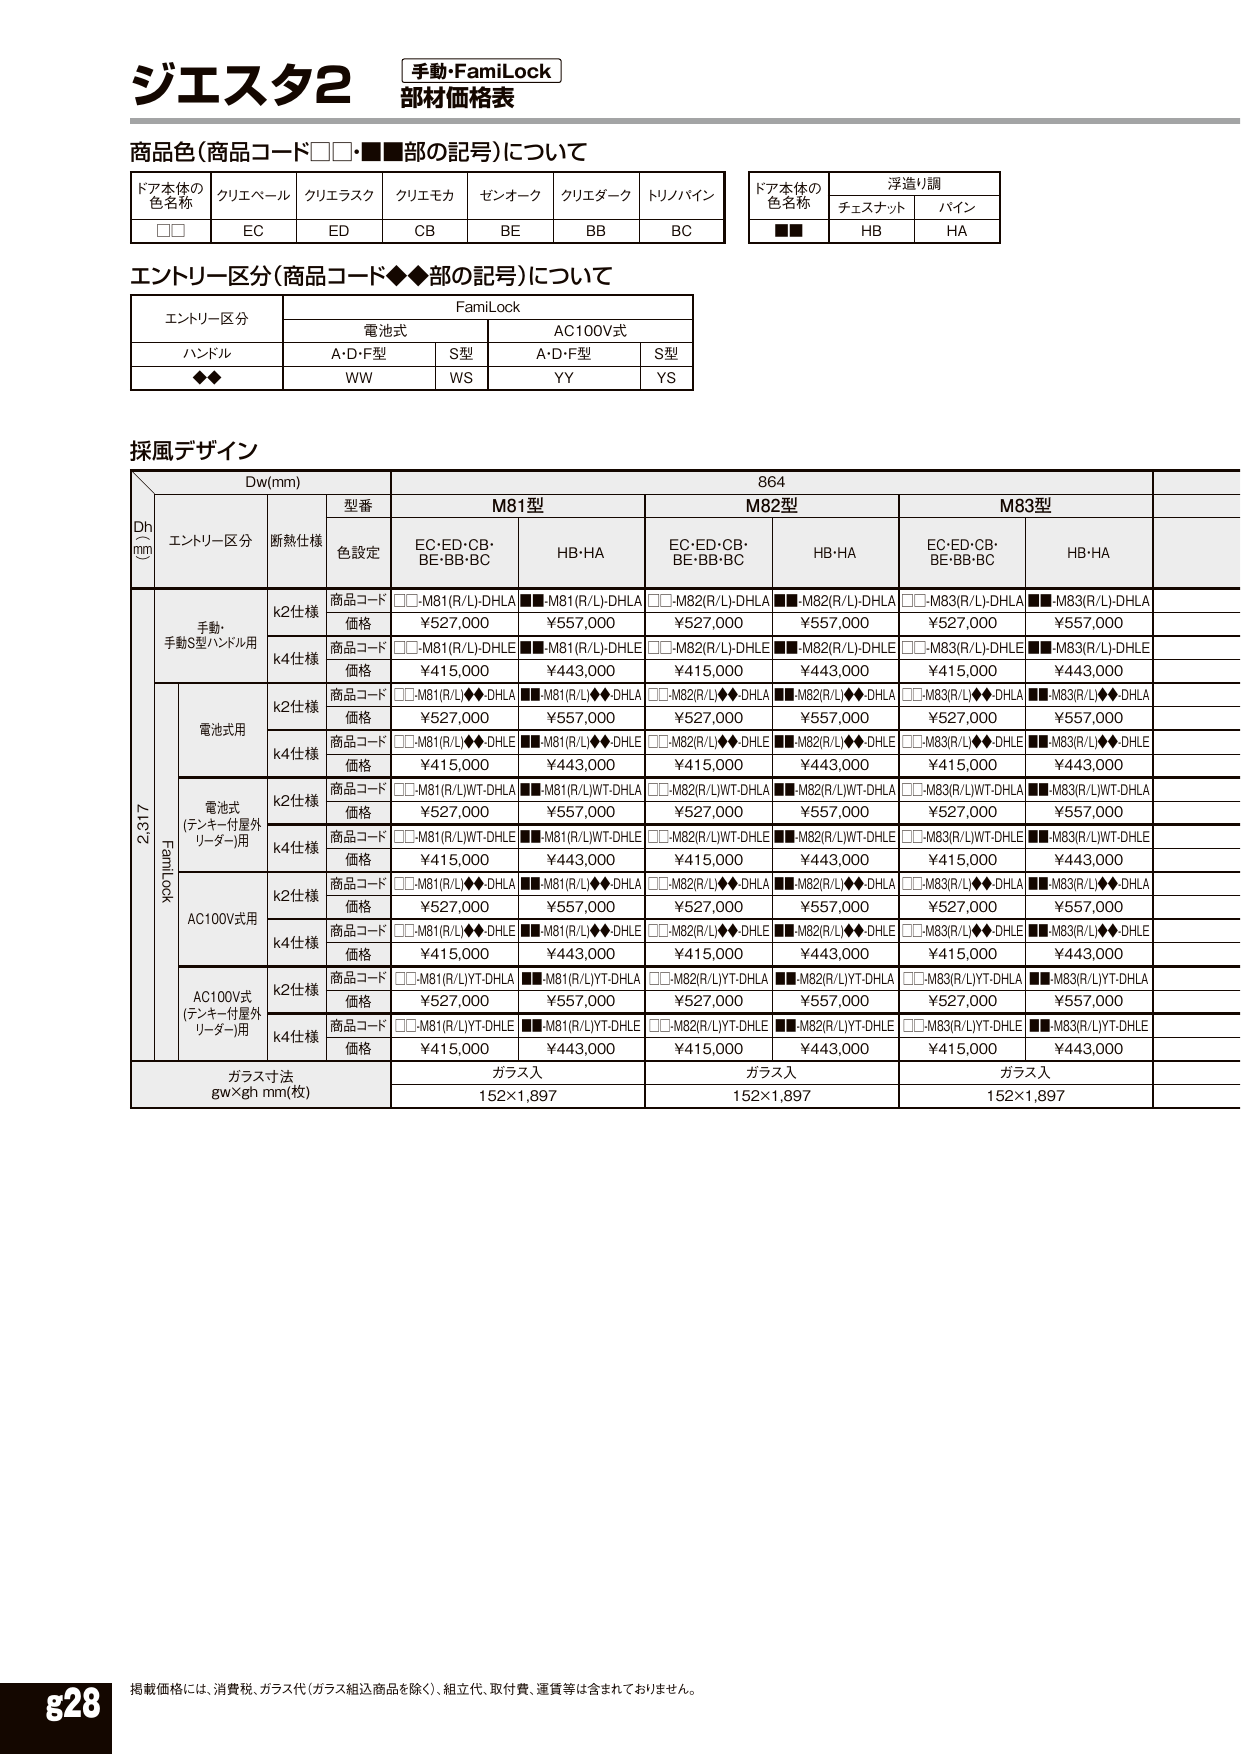 ジエスタ2
手動・FamiLock
部材価格表
商品色（商品コード□□・■■部の記号）について
ドア本体の色名称 クリエペール クリエラスク クリエモカ ゼンオーク クリエダーク トリノパイン
□□ EC ED CB BE BB BC
ドア本体の色名称 浮造り調
チェスナット パイン
■■ HB HA
エントリー区分（商品コード◆◆部の記号）について
エントリー区分 FamiLock
電池式 AC100V式
ハンドル A・D・F型 S型 A・D・F型 S型
◆◆ WW WS YY YS
採風デザイン
Dw(mm) 864
Dh(mm) エントリー区分 断熱仕様 型番 M81型 M82型 M83型
色設定 EC・ED・CB・BE・BB・BC HB・HA EC・ED・CB・BE・BB・BC HB・HA EC・ED・CB・BE・BB・BC HB・HA
2,317
手動・
手動S型ハンドル用
k2仕様 商品コード □□-M81(R/L)-DHLA ■■-M81(R/L)-DHLA □□-M82(R/L)-DHLA ■■-M82(R/L)-DHLA □□-M83(R/L)-DHLA ■■-M83(R/L)-DHLA
価格 ¥527,000 ¥557,000 ¥527,000 ¥557,000 ¥527,000 ¥557,000
k4仕様 商品コード □□-M81(R/L)-DHLE ■■-M81(R/L)-DHLE □□-M82(R/L)-DHLE ■■-M82(R/L)-DHLE □□-M83(R/L)-DHLE ■■-M83(R/L)-DHLE
価格 ¥415,000 ¥443,000 ¥415,000 ¥443,000 ¥415,000 ¥443,000
FamiLock
電池式用
k2仕様 商品コード □□-M81(R/L)◆◆-DHLA ■■-M81(R/L)◆◆-DHLA □□-M82(R/L)◆◆-DHLA ■■-M82(R/L)◆◆-DHLA □□-M83(R/L)◆◆-DHLA ■■-M83(R/L)◆◆-DHLA
価格 ¥527,000 ¥557,000 ¥527,000 ¥557,000 ¥527,000 ¥557,000
k4仕様 商品コード □□-M81(R/L)◆◆-DHLE ■■-M81(R/L)◆◆-DHLE □□-M82(R/L)◆◆-DHLE ■■-M82(R/L)◆◆-DHLE □□-M83(R/L)◆◆-DHLE ■■-M83(R/L)◆◆-DHLE
価格 ¥415,000 ¥443,000 ¥415,000 ¥443,000 ¥415,000 ¥443,000
電池式
(テンキー付屋外
リーダー)用
k2仕様 商品コード □□-M81(R/L)WT-DHLA ■■-M81(R/L)WT-DHLA □□-M82(R/L)WT-DHLA ■■-M82(R/L)WT-DHLA □□-M83(R/L)WT-DHLA ■■-M83(R/L)WT-DHLA
価格 ¥527,000 ¥557,000 ¥527,000 ¥557,000 ¥527,000 ¥557,000
k4仕様 商品コード □□-M81(R/L)WT-DHLE ■■-M81(R/L)WT-DHLE □□-M82(R/L)WT-DHLE ■■-M82(R/L)WT-DHLE □□-M83(R/L)WT-DHLE ■■-M83(R/L)WT-DHLE
価格 ¥415,000 ¥443,000 ¥415,000 ¥443,000 ¥415,000 ¥443,000
AC100V式用
k2仕様 商品コード □□-M81(R/L)◆◆-DHLA ■■-M81(R/L)◆◆-DHLA □□-M82(R/L)◆◆-DHLA ■■-M82(R/L)◆◆-DHLA □□-M83(R/L)◆◆-DHLA ■■-M83(R/L)◆◆-DHLA
価格 ¥527,000 ¥557,000 ¥527,000 ¥557,000 ¥527,000 ¥557,000
k4仕様 商品コード □□-M81(R/L)◆◆-DHLE ■■-M81(R/L)◆◆-DHLE □□-M82(R/L)◆◆-DHLE ■■-M82(R/L)◆◆-DHLE □□-M83(R/L)◆◆-DHLE ■■-M83(R/L)◆◆-DHLE
価格 ¥415,000 ¥443,000 ¥415,000 ¥443,000 ¥415,000 ¥443,000
AC100V式
(テンキー付屋外
リーダー)用
k2仕様 商品コード □□-M81(R/L)YT-DHLA ■■-M81(R/L)YT-DHLA □□-M82(R/L)YT-DHLA ■■-M82(R/L)YT-DHLA □□-M83(R/L)YT-DHLA ■■-M83(R/L)YT-DHLA
価格 ¥527,000 ¥557,000 ¥527,000 ¥557,000 ¥527,000 ¥557,000
k4仕様 商品コード □□-M81(R/L)YT-DHLE ■■-M81(R/L)YT-DHLE □□-M82(R/L)YT-DHLE ■■-M82(R/L)YT-DHLE □□-M83(R/L)YT-DHLE ■■-M83(R/L)YT-DHLE
価格 ¥415,000 ¥443,000 ¥415,000 ¥443,000 ¥415,000 ¥443,000
ガラス寸法 ガラス入 ガラス入 ガラス入
gw×gh mm(枚) 152×1,897 152×1,897 152×1,897
g28
掲載価格には、消費税、ガラス代（ガラス組込商品を除く）、組立代、取付費、運賃等は含まれておりません。